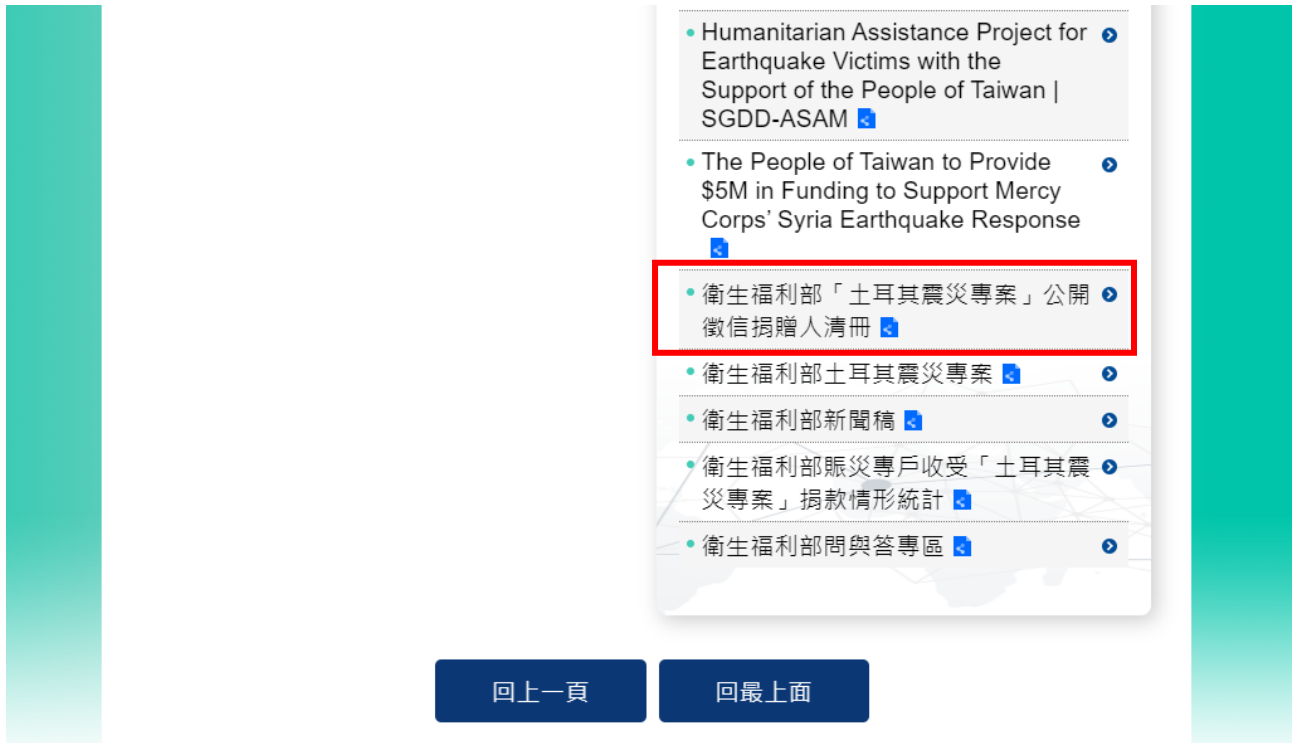 Humanitarian Assistance Project for
Earthquake Victims with the
Support of the People of Taiwan |
SGDD-ASAM
The People of Taiwan to Provide
$5M in Funding to Support Mercy
Corps’ Syria Earthquake Response
衛生福利部「土耳其震災專案」公開
徵信捐贈人清冊
衛生福利部土耳其震災專案
衛生福利部新聞稿
衛生福利部賑災專戶收受「土耳其震
災專案」捐款情形統計
衛生福利部問與答專區
回上一頁
回最上面